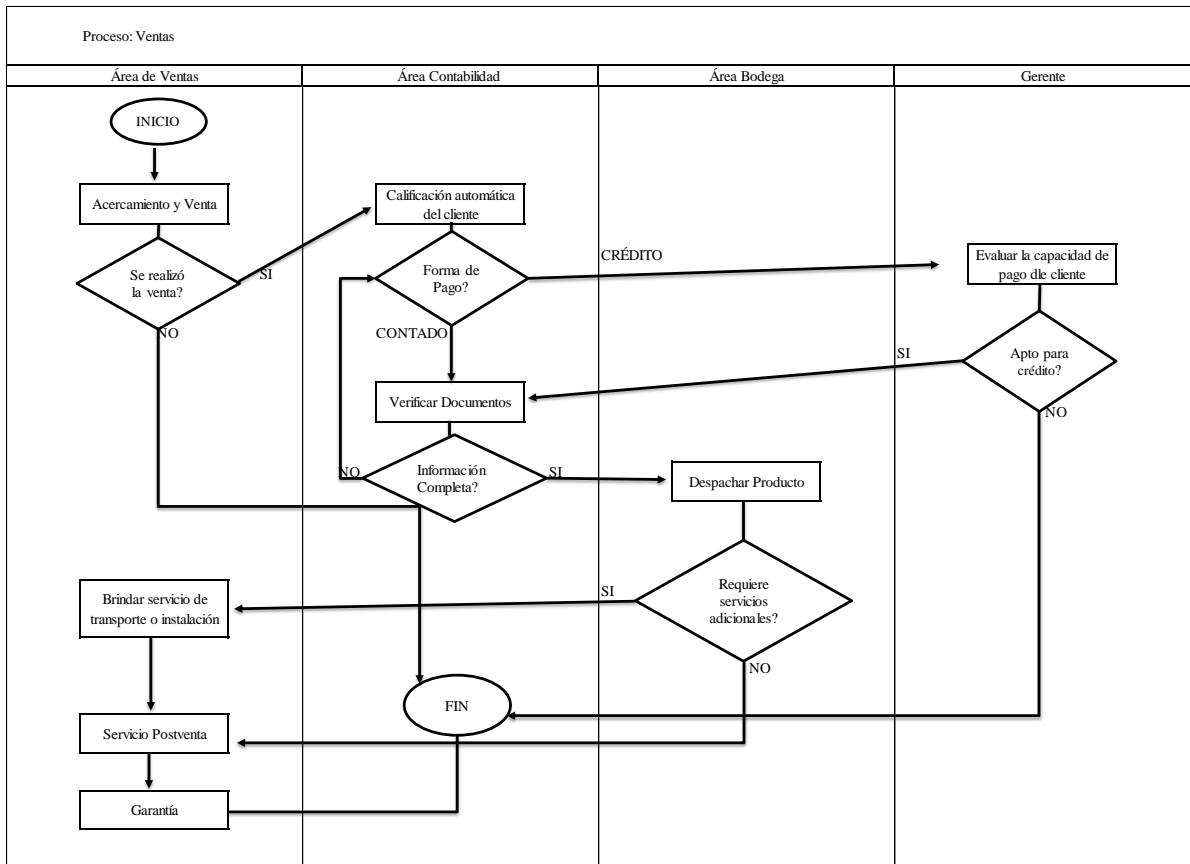 Proceso: Ventas
Área de Ventas
Área Contabilidad
Área Bodega
Gerente
INICIO
Acercamiento y Venta
Se realizó
la venta?
SI
NO
Calificación automática
del cliente
Forma de
Pago?
CRÉDITO
CONTADO
Evaluar la capacidad de
pago dle cliente
Apto para
crédito?
SI
NO
Verificar Documentos
Información
Completa?
NO
SI
Despachar Producto
Requiere
servicios
adicionales?
SI
NO
Brindar servicio de
transporte o instalación
FIN
Servicio Postventa
Garantía